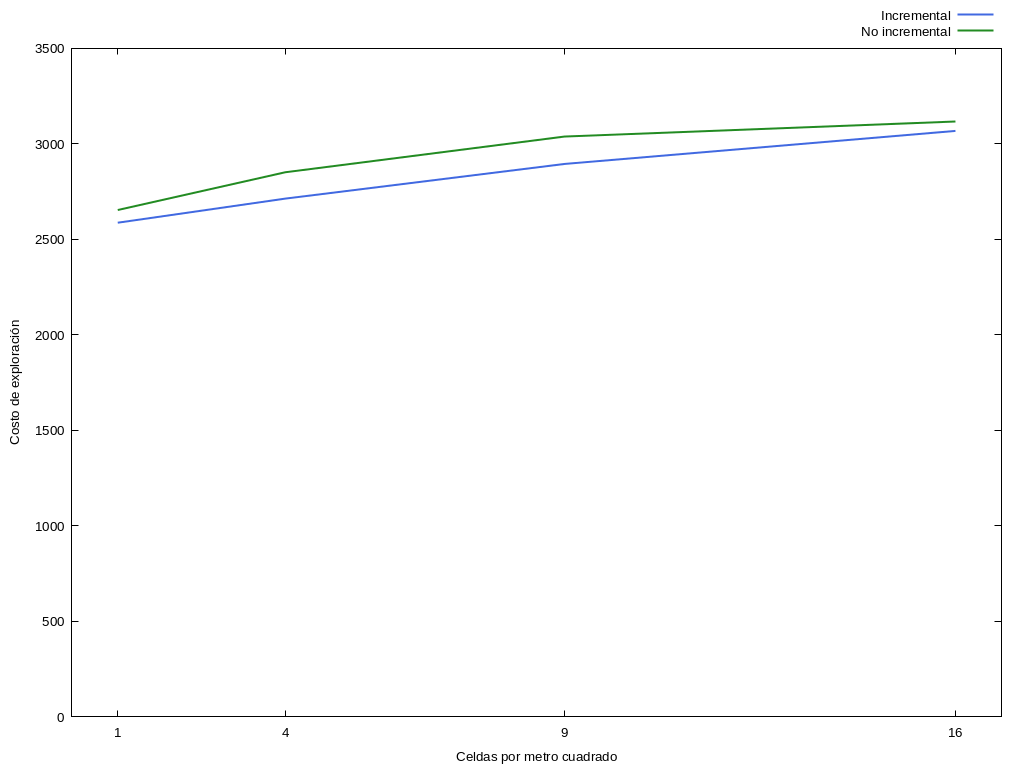 Incremental
No incremental
3500
3000
2500
2000
1500
1000
500
0
Costo de exploración
1 4 9 16
Celdas por metro cuadrado